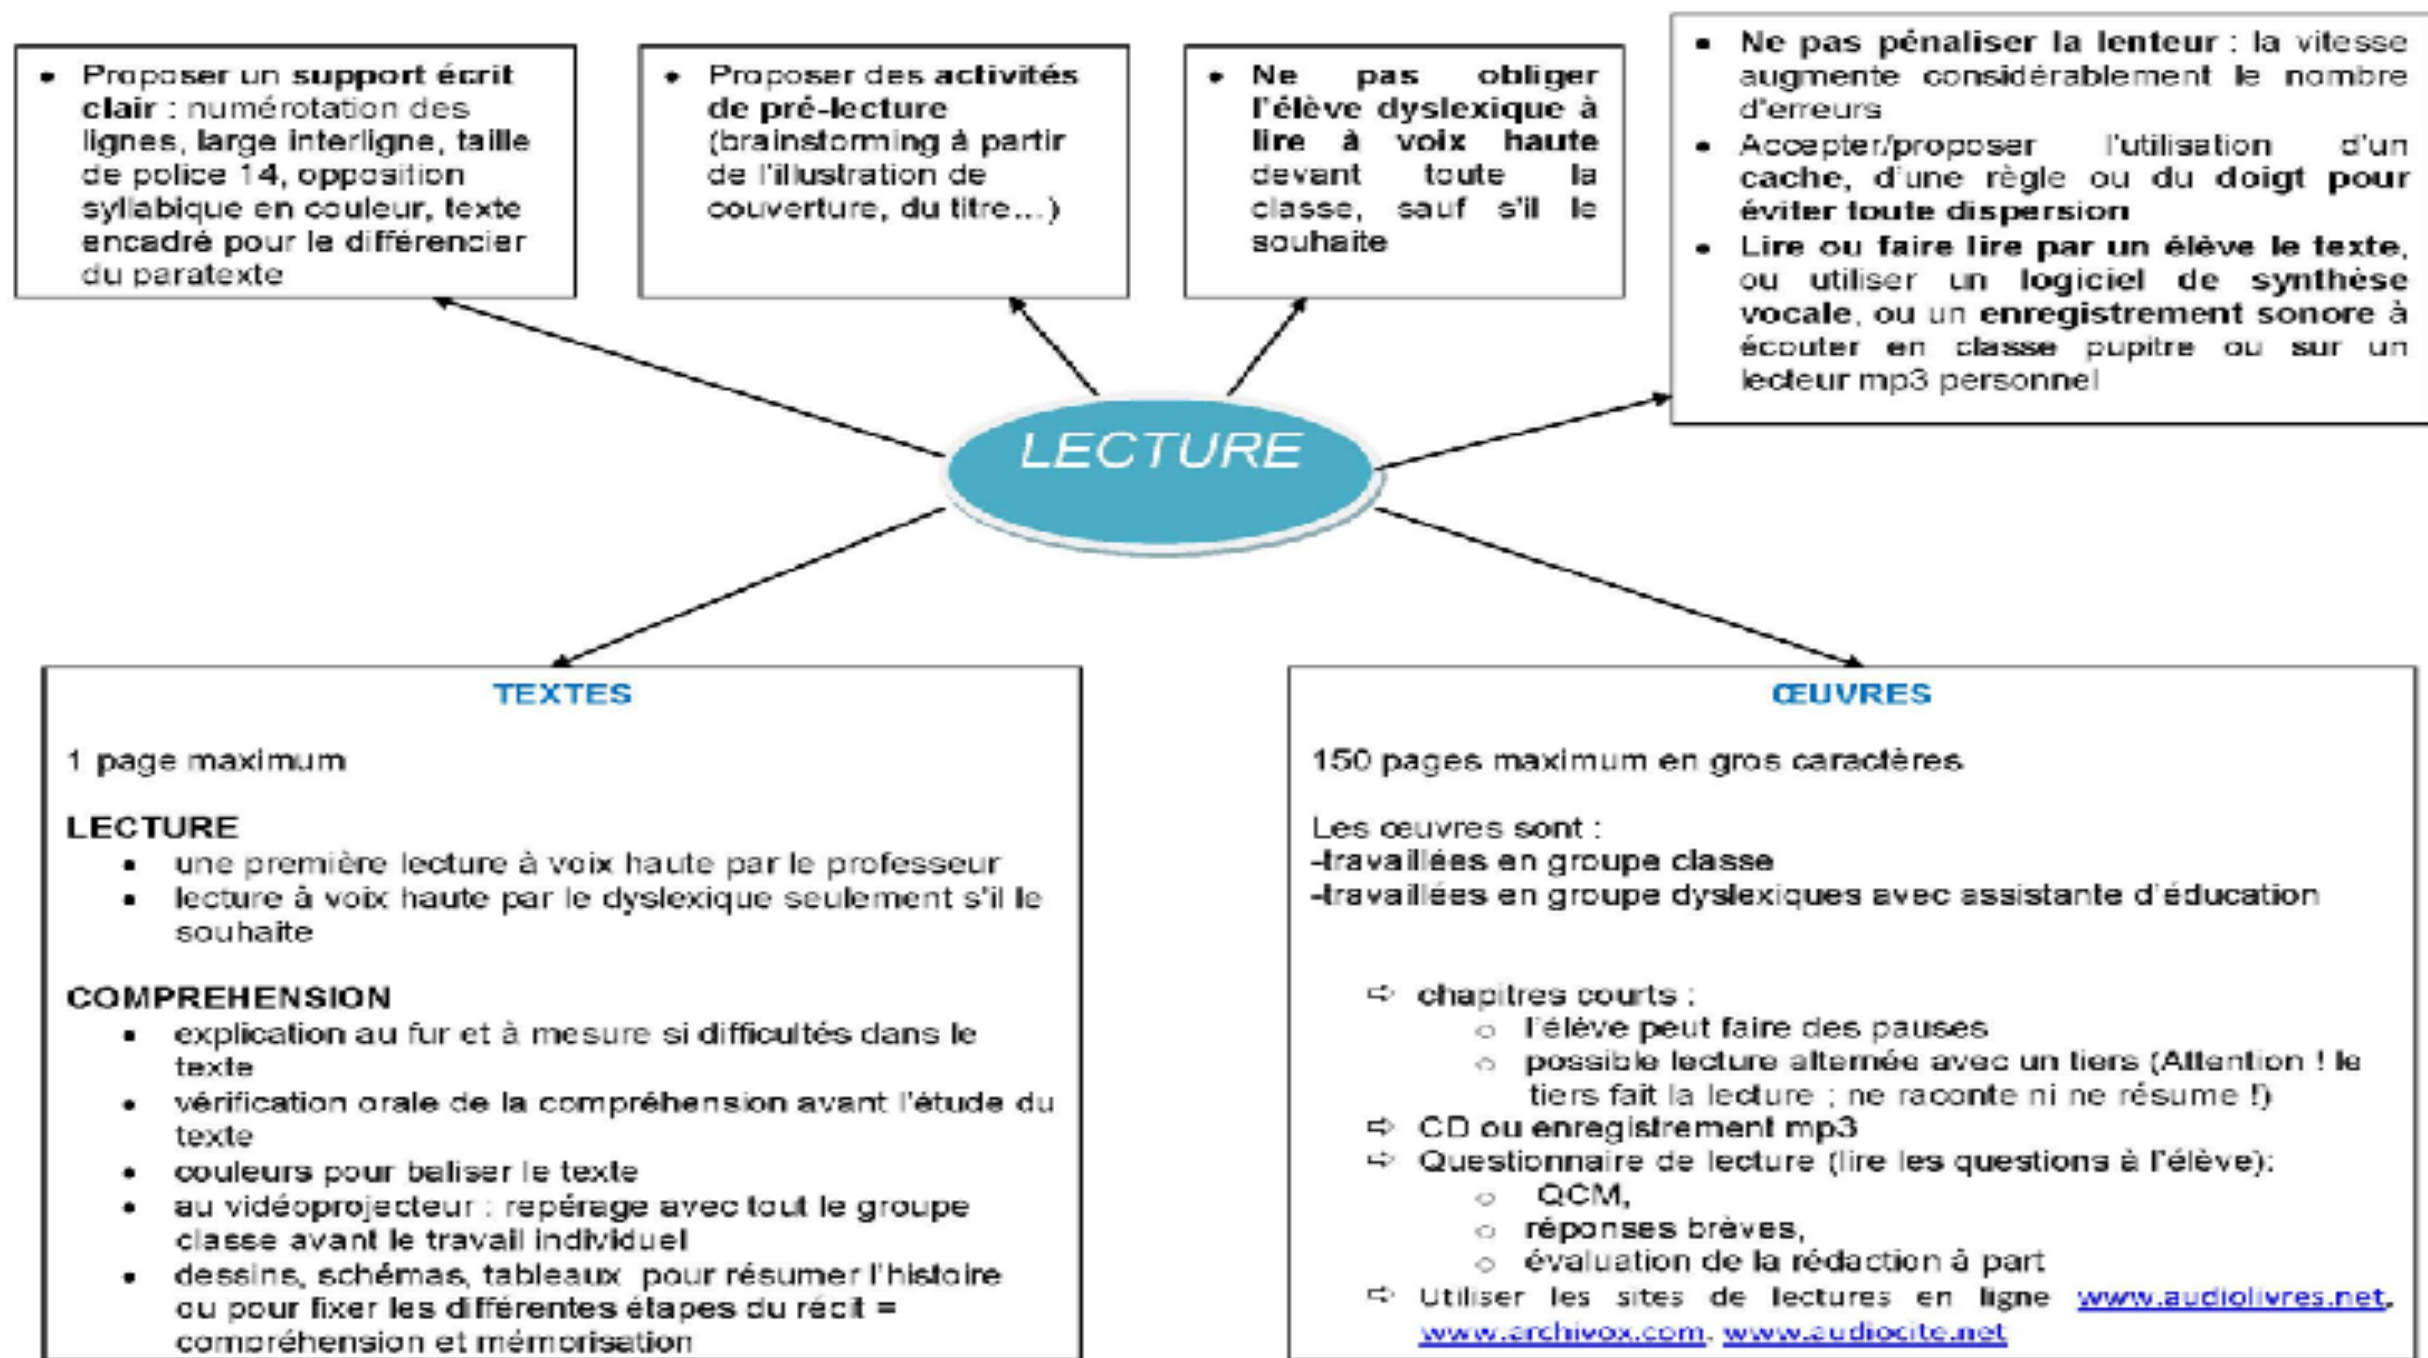 • Proposer un support écrit
clair : numérotation des
lignes, large interligne, taille
de police 14, opposition
syllabique en couleur, texte
encadré pour le différencier
du paratexte
• Proposer des activités
de pré-lecture
(brainstorming à partir
de l'illustration de
couverture, du titre…)
• Ne pas obliger
l'élève dyslexique à
lire à voix haute
devant toute la
classe, sauf s'il le
souhaite
• Ne pas pénaliser la lenteur : la vitesse
augmente considérablement le nombre
d'erreurs
• Accepter/proposer l'utilisation d'un
cache, d'une règle ou du doigt pour
éviter toute dispersion
• Lire ou faire lire par un élève le texte,
ou utiliser un logiciel de synthèse
vocale, ou un enregistrement sonore à
écouter en classe pupitre ou sur un
lecteur mp3 personnel
LECTURE
TEXTES
1 page maximum
LECTURE
• une première lecture à voix haute par le professeur
• lecture à voix haute par le dyslexique seulement s'il le
souhaite
COMPREHENSION
• explication au fur et à mesure si difficultés dans le
texte
• vérification orale de la compréhension avant l'étude du
texte
• couleurs pour baliser le texte
• au vidéoprojecteur : repérage avec tout le groupe
classe avant le travail individuel
• dessins, schémas, tableaux pour résumer l'histoire
ou pour fixer les différentes étapes du récit =
compréhension et mémorisation
ŒUVRES
150 pages maximum en gros caractères
Les œuvres sont :
-travaillées en groupe classe
-travaillées en groupe dyslexiques avec assistante d'éducation
⇨ chapitres courts :
○ l'élève peut faire des pauses
○ possible lecture alternée avec un tiers (Attention ! le
tiers fait la lecture ; ne raconte ni ne résume !)
⇨ CD ou enregistrement mp3
⇨ Questionnaire de lecture (lire les questions à l'élève):
○ QCM,
○ réponses brèves,
○ évaluation de la rédaction à part
⇨ Utiliser les sites de lectures en ligne www.audiolivres.net,
www.archivox.com, www.audiocite.net